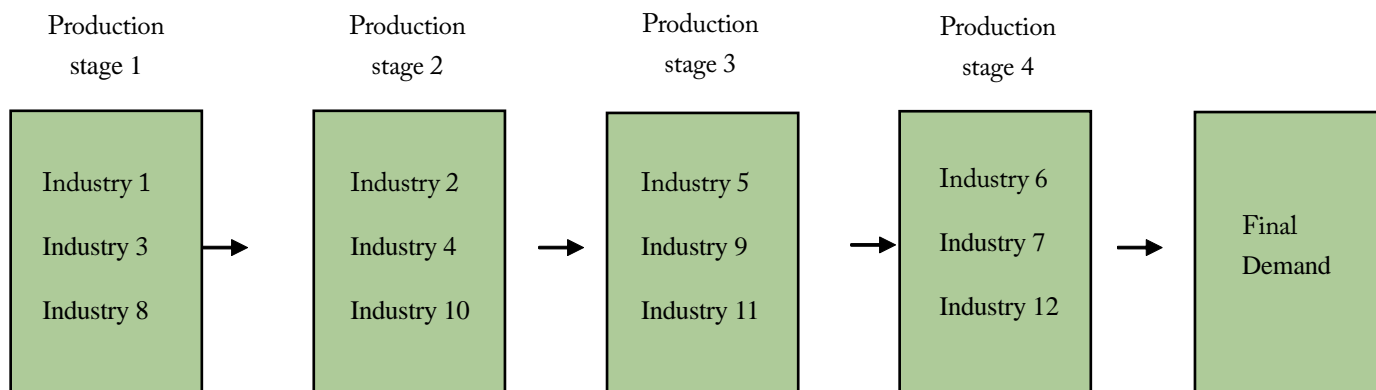 Production
stage 1
Production
stage 2
Production
stage 3
Production
stage 4
Industry 1
Industry 3
Industry 8
Industry 2
Industry 4
Industry 10
Industry 5
Industry 9
Industry 11
Industry 6
Industry 7
Industry 12
Final
Demand